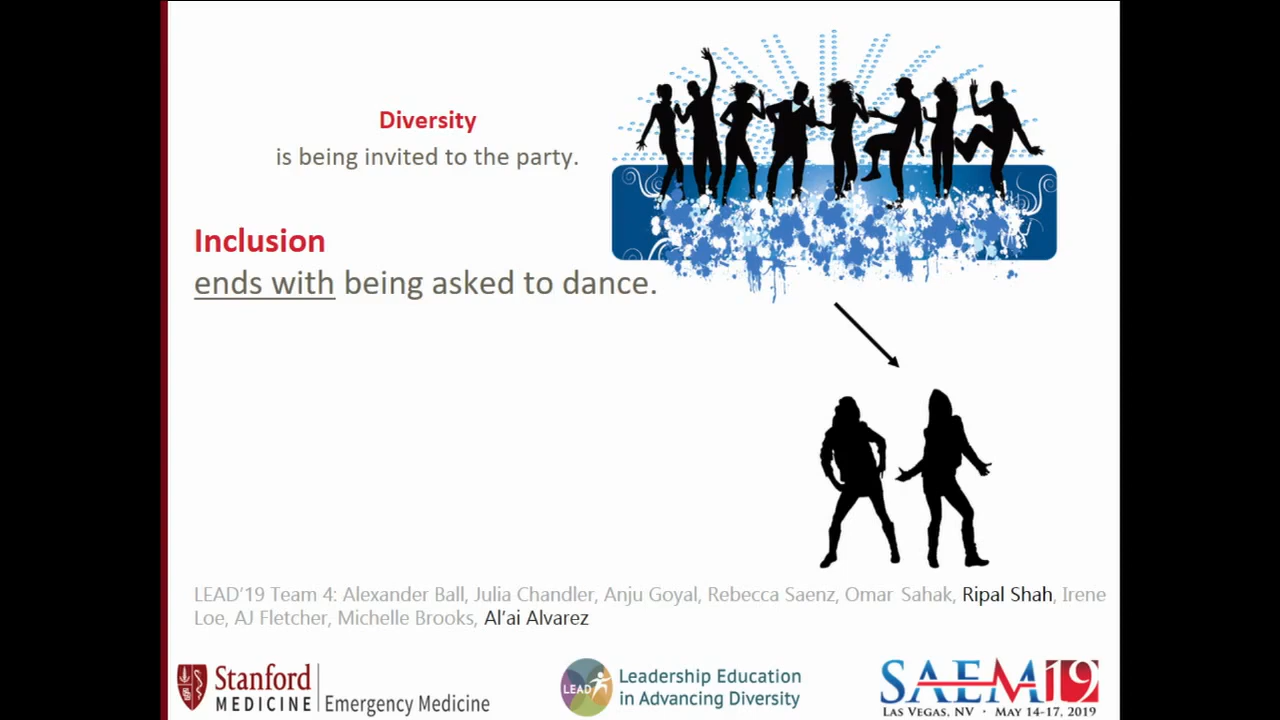 Diversity
is being invited to the party.
Inclusion
ends with being asked to dance.
LEAD’19 Team 4: Alexander Ball, Julia Chandler, Anju Goyal, Rebecca Saenz, Omar Sahak, Ripal Shah, Irene
Loe, AJ Fletcher, Michelle Brooks, Al’ai Alvarez
Stanford
MEDICINE
Emergency Medicine
LEAD
Leadership Education
in Advancing Diversity
SAEM19
LAS VEGAS, NV · MAY 14-17, 2019